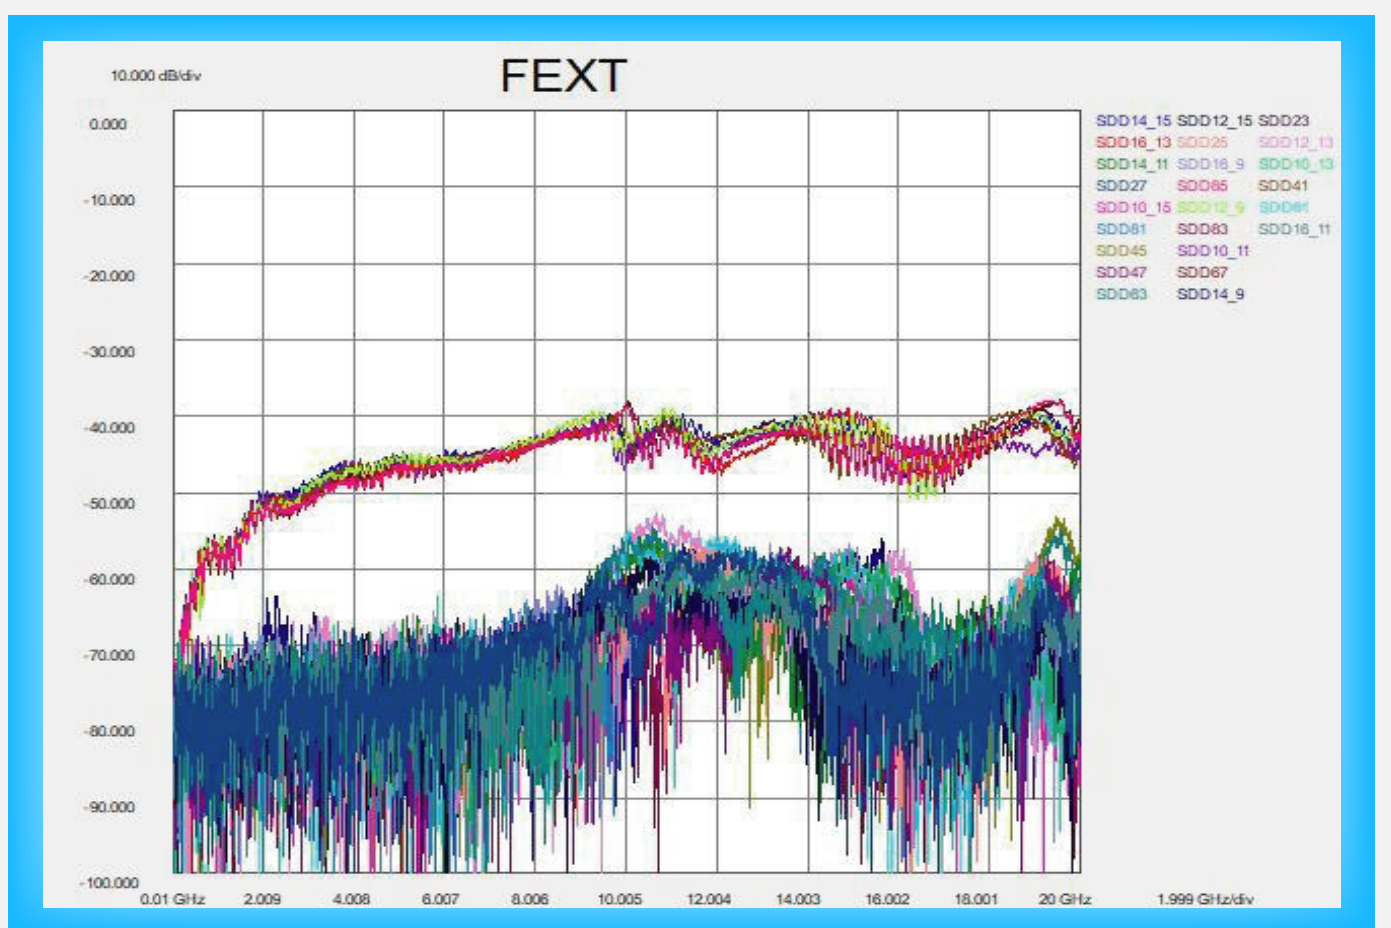 FEXT
10.000 dB/div
0.000
-10.000
-20.000
-30.000
-40.000
-50.000
-60.000
-70.000
-80.000
-90.000
-100.000
0.01 GHz 2.009 4.008 6.007 8.006 10.005 12.004 14.003 16.002 18.001 20 GHz 1.999 GHz/div
SDD14_15 SDD12_15 SDD23
SDD16_13 SDD25 SDD12_13
SDD14_11 SDD16_9 SDD10_13
SDD27 SDD65 SDD41
SDD10_15 SDD12_9 SDD61
SDD81 SDD83 SDD16_11
SDD45 SDD10_11
SDD47 SDD67
SDD63 SDD14_9